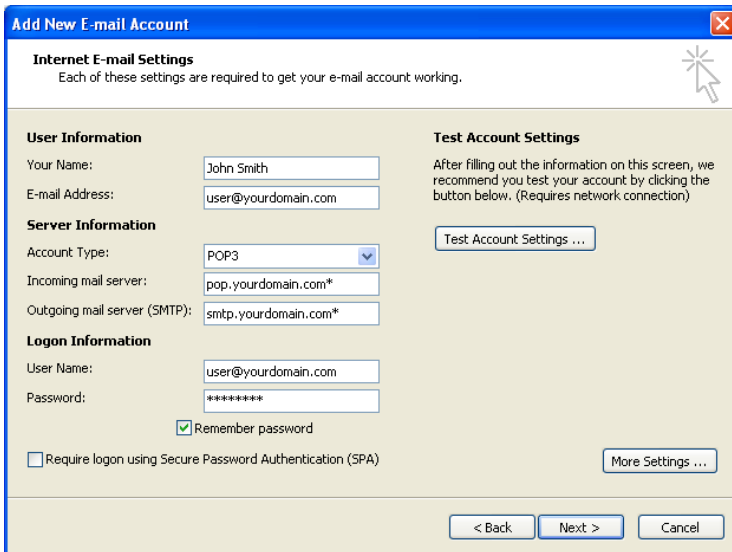 Add New E-mail Account
Internet E-mail Settings
Each of these settings are required to get your e-mail account working.
User Information
Your Name: John Smith
E-mail Address: user@yourdomain.com
Server Information
Account Type: POP3
Incoming mail server: pop.yourdomain.com*
Outgoing mail server (SMTP): smtp.yourdomain.com*
Logon Information
User Name: user@yourdomain.com
Password: ********
Remember password
Require logon using Secure Password Authentication (SPA)
Test Account Settings
After filling out the information on this screen, we
recommend you test your account by clicking the
button below. (Requires network connection)
Test Account Settings ...
More Settings ...
< Back Next > Cancel